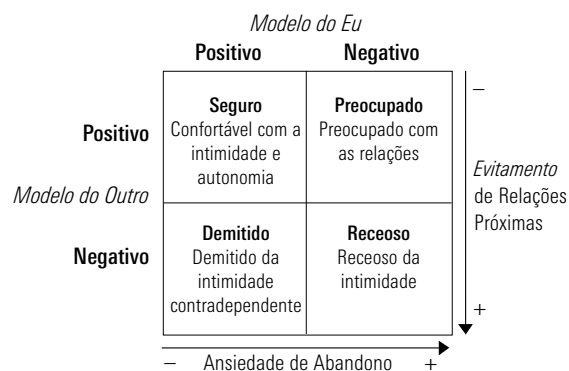 Modelo do Eu
Positivo Negativo
Positivo
Seguro
Confortável com a
intimidade e
autonomia
Preocupado
Preocupado com
as relações
Modelo do Outro
Negativo
Demitido
Demitido da
intimidade
contradependente
Receoso
Receoso da
intimidade
–
Evitamento
de Relações
Próximas
+
– Ansiedade de Abandono +